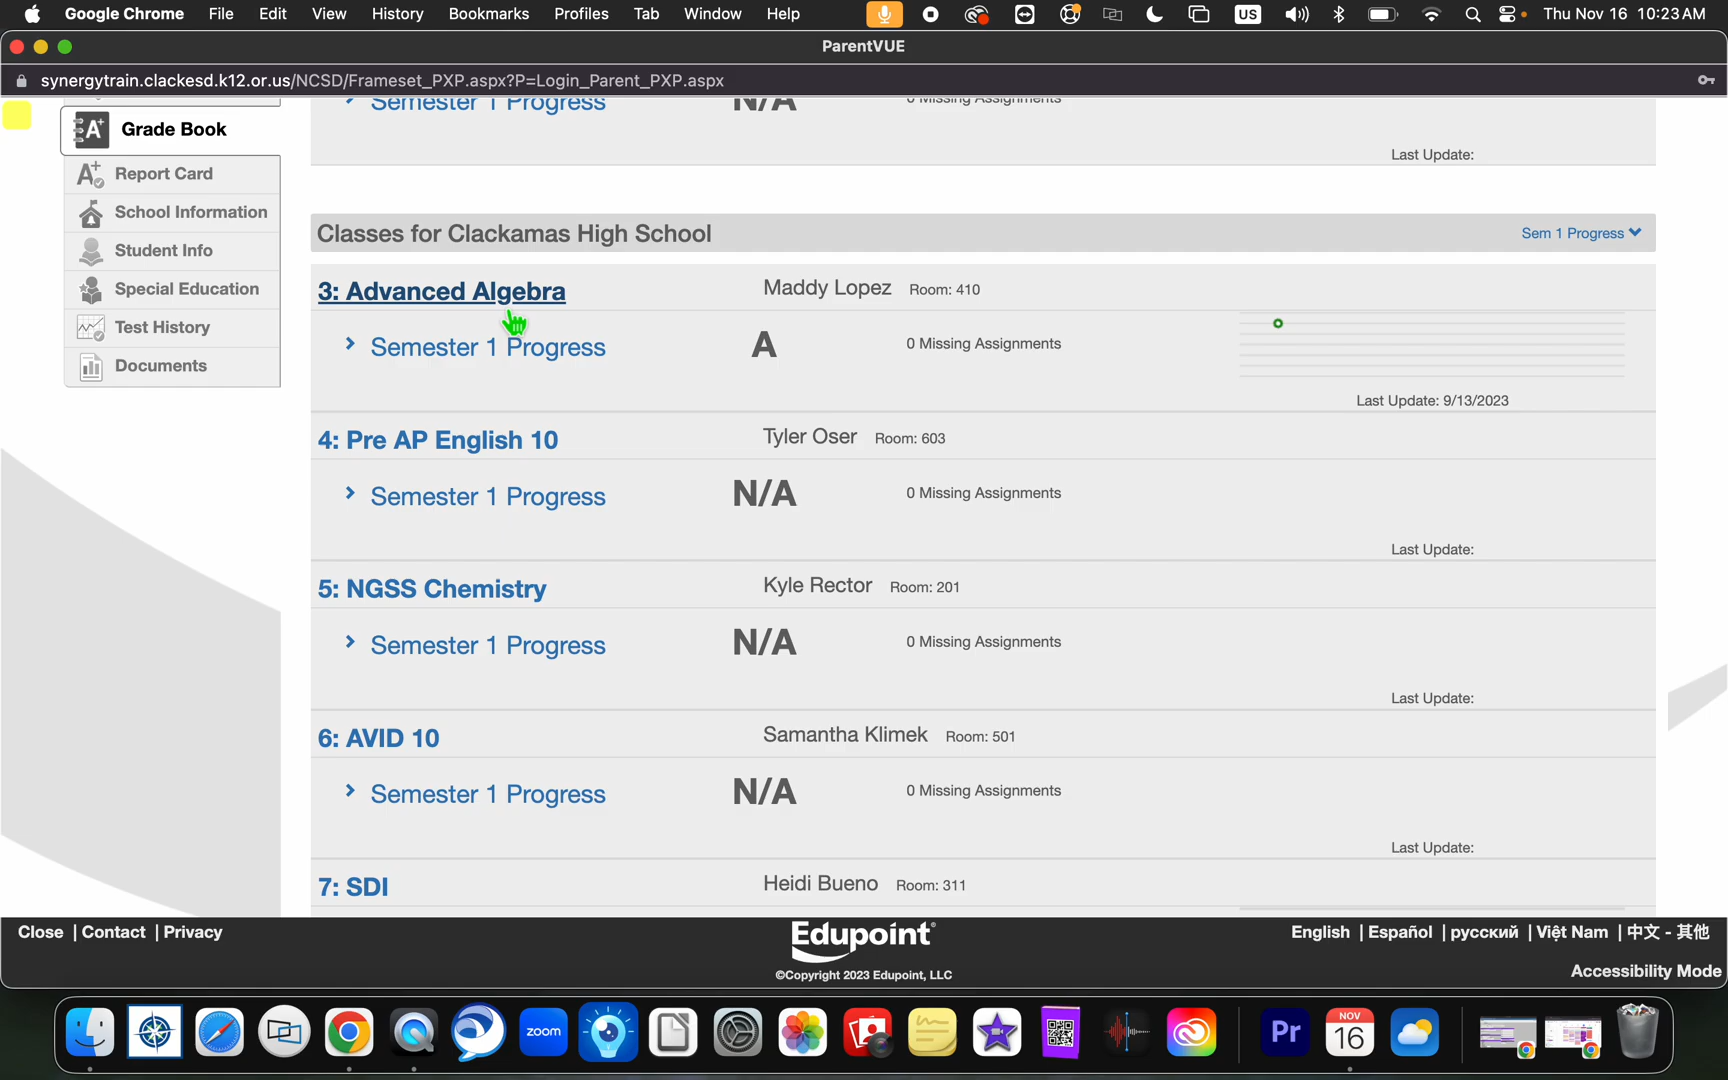 Google Chrome File Edit View History Bookmarks Profiles Tab Window Help US Thu Nov 16 10:23 AM
ParentVUE
synergytrain.clackesd.k12.or.us/NCSD/Frameset_PXP.aspx?P=Login_Parent_PXP.aspx
Semester 1 Progress N/A 0 Missing Assignments
A+ Grade Book
Last Update:
A+ Report Card
School Information
Classes for Clackamas High School Sem 1 Progress
Student Info
Special Education
3: Advanced Algebra Maddy Lopez Room: 410
Test History
Semester 1 Progress A 0 Missing Assignments
Documents
Last Update: 9/13/2023
4: Pre AP English 10 Tyler Oser Room: 603
Semester 1 Progress N/A 0 Missing Assignments
Last Update:
5: NGSS Chemistry Kyle Rector Room: 201
Semester 1 Progress N/A 0 Missing Assignments
Last Update:
6: AVID 10 Samantha Klimek Room: 501
Semester 1 Progress N/A 0 Missing Assignments
Last Update:
7: SDI Heidi Bueno Room: 311
Close | Contact | Privacy
Edupoint®
©Copyright 2023 Edupoint, LLC
English | Español | русский | Việt Nam | 中文 - 其他
Accessibility Mode
zoom
Pr
NOV
16